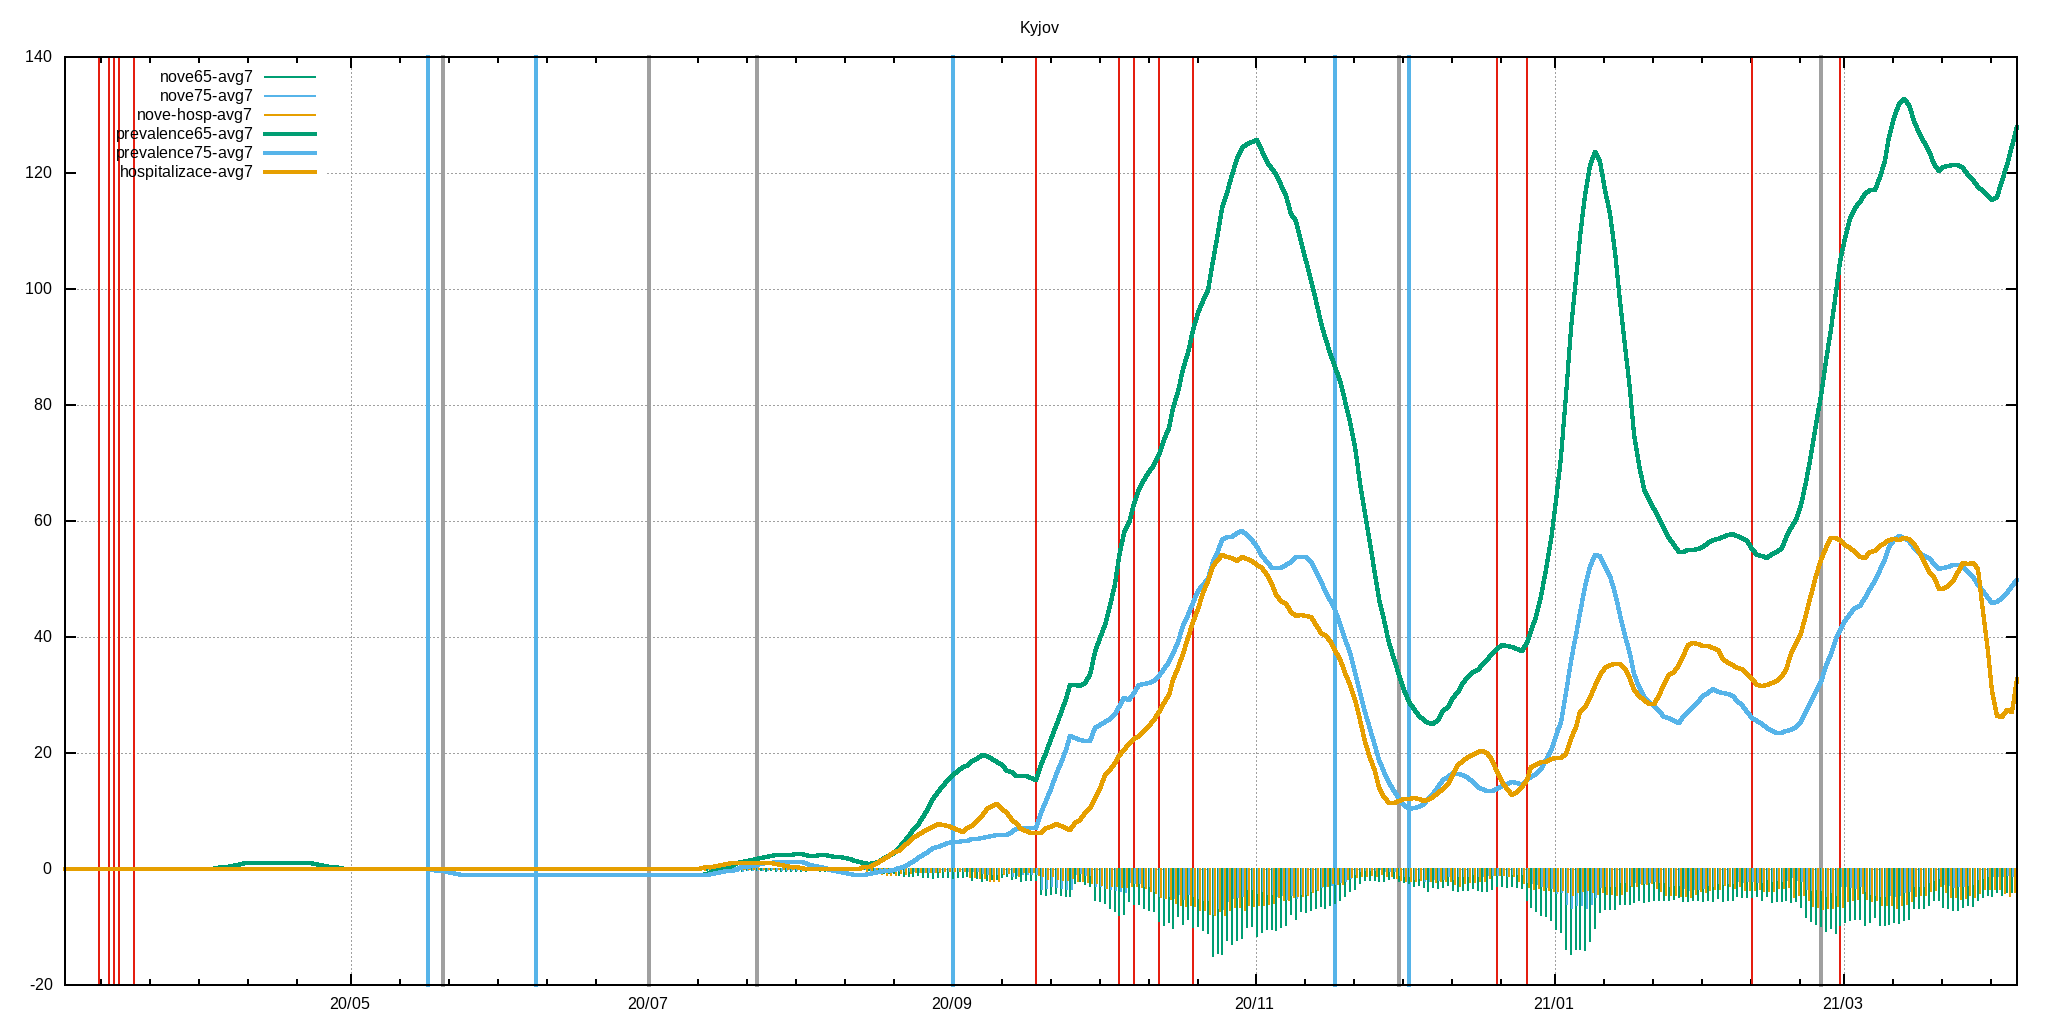 Kyjov
140
120
100
80
60
40
20
0
-20
nove65-avg7
nove75-avg7
nove-hosp-avg7
prevalence65-avg7
prevalence75-avg7
hospitalizace-avg7
20/05
20/07
20/09
20/11
21/01
21/03